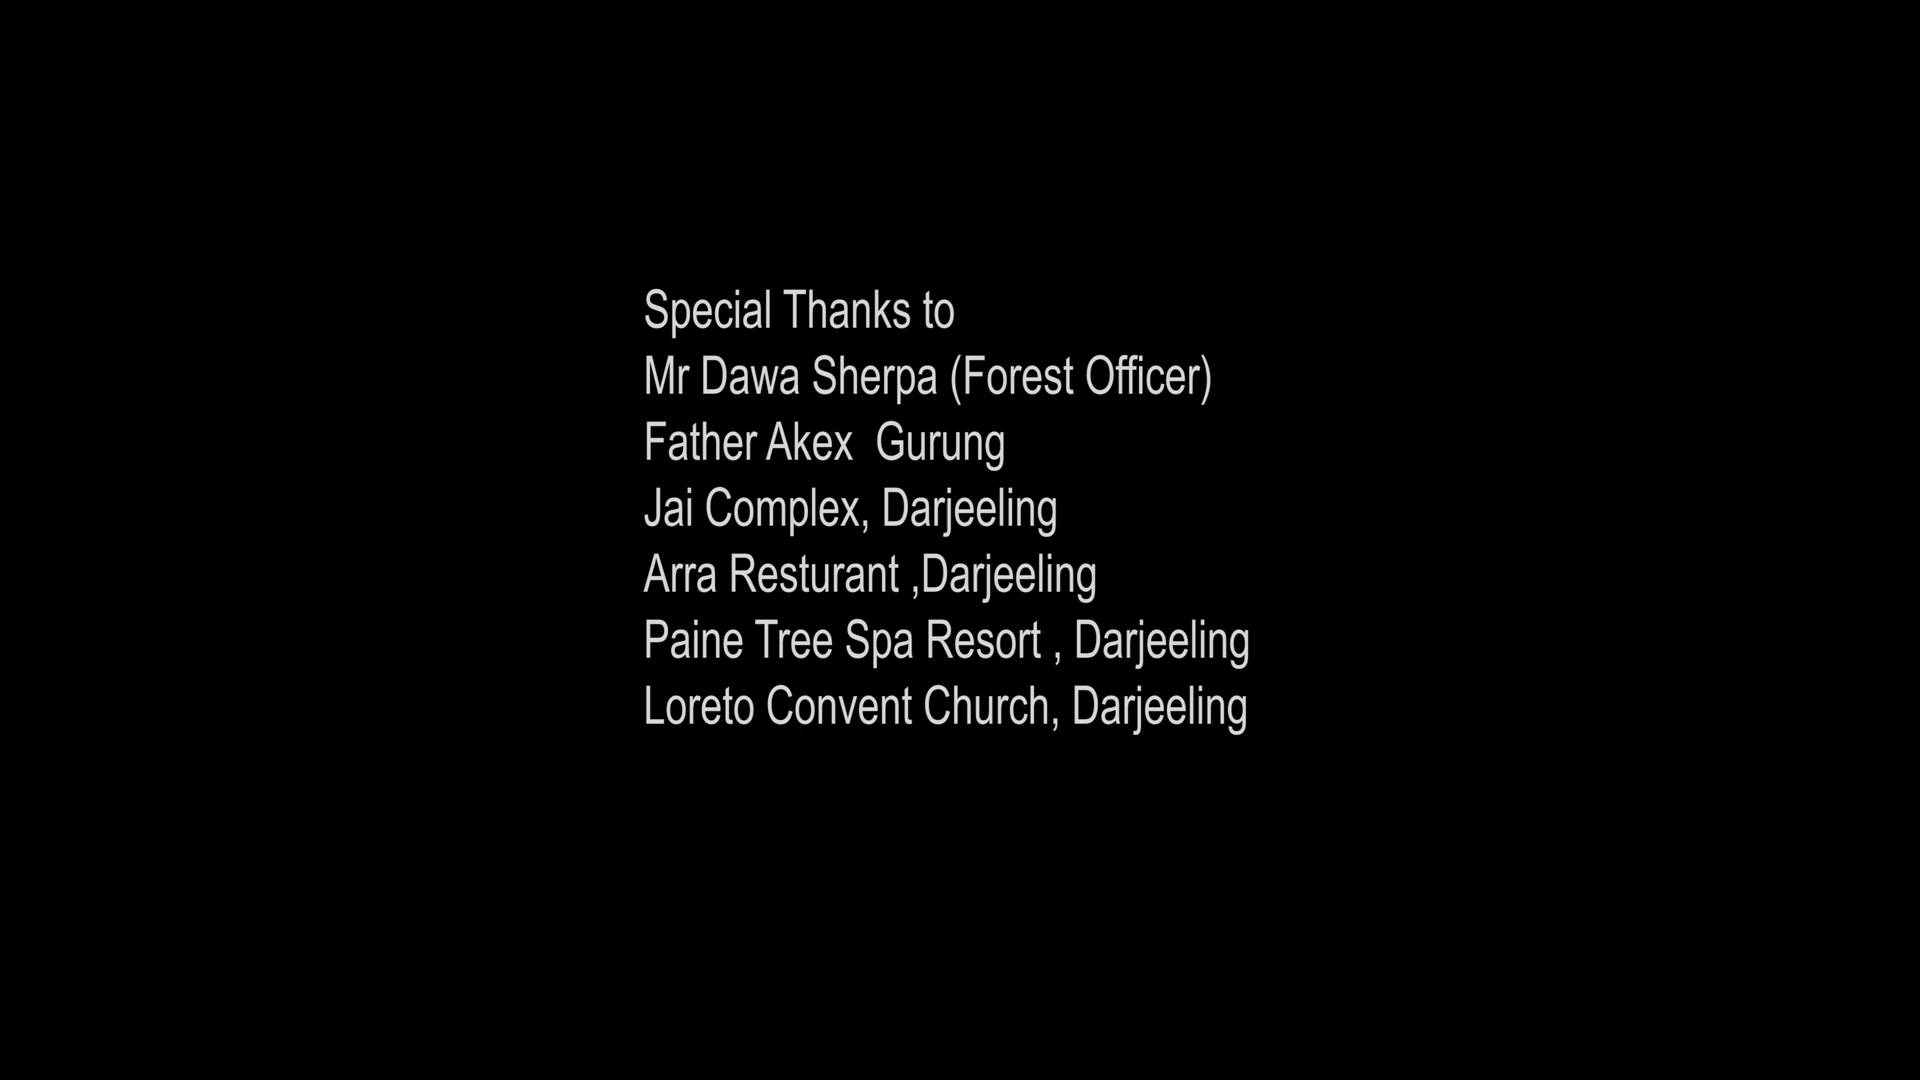 Special Thanks to
Mr Dawa Sherpa (Forest Officer)
Father Akex  Gurung
Jai Complex, Darjeeling
Arra Resturant ,Darjeeling
Paine Tree Spa Resort , Darjeeling
Loreto Convent Church, Darjeeling